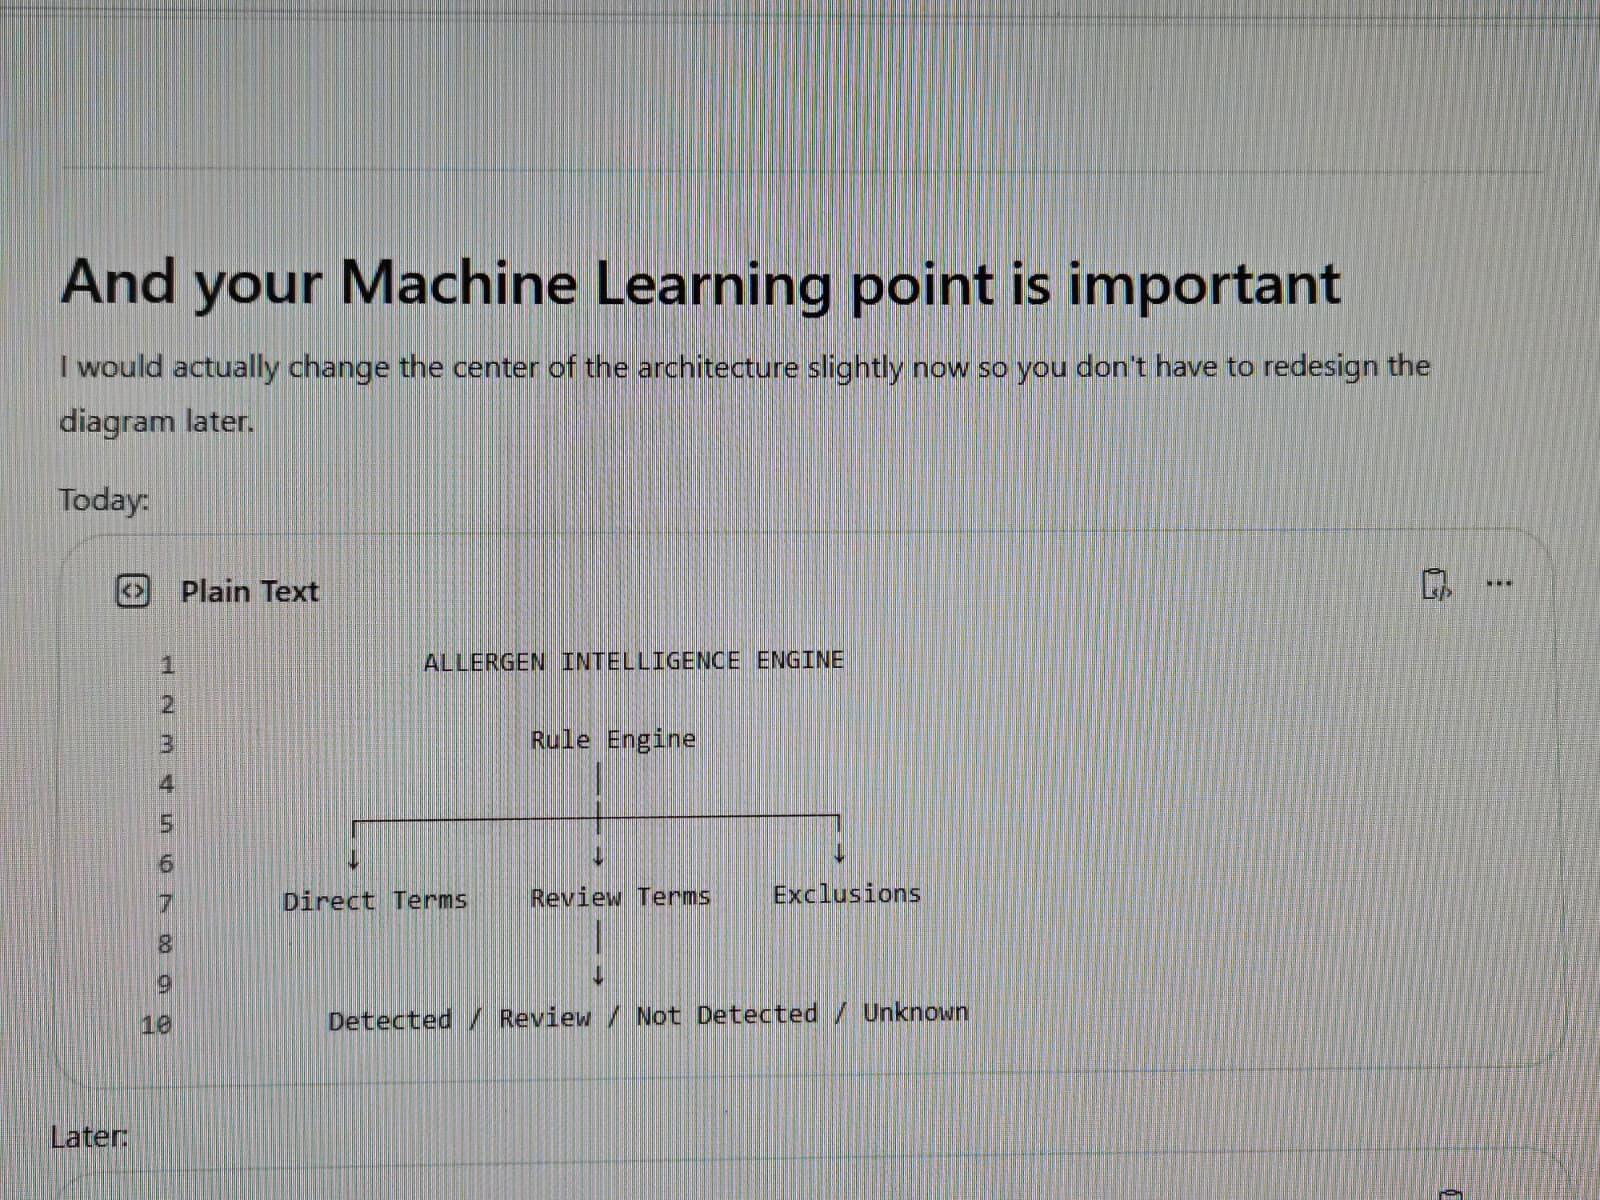 And your Machine Learning point is important
I would actually change the center of the architecture slightly now so you don't have to redesign the
diagram later.
Today:
Plain Text
1 ALLERGEN INTELLIGENCE ENGINE
2
3 Rule Engine
4
5
6
7 Direct Terms Review Terms Exclusions
8
9
10 Detected / Review / Not Detected / Unknown
Later: